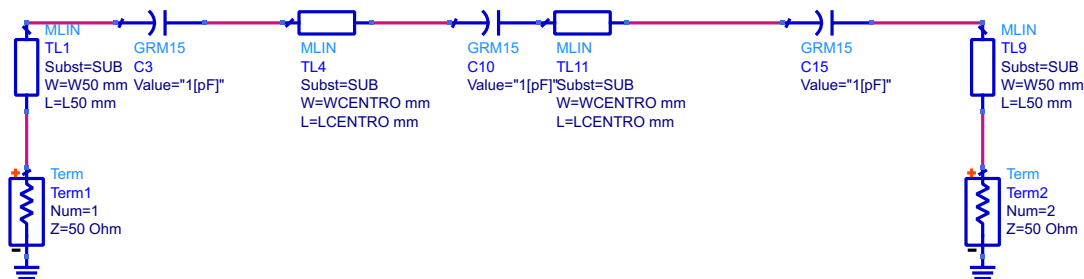 MLIN
TL1
Subst=SUB
W=W50 mm
L=L50 mm
GRM15
C3
Value="1[pF]"
MLIN
TL4
Subst=SUB
W=WCENTRO mm
L=LCENTRO mm
GRM15
C10
Value="1[pF]"
MLIN
TL11
Subst=SUB
W=WCENTRO mm
L=LCENTRO mm
GRM15
C15
Value="1[pF]"
MLIN
TL9
Subst=SUB
W=W50 mm
L=L50 mm
Term
Term1
Num=1
Z=50 Ohm
Term
Term2
Num=2
Z=50 Ohm